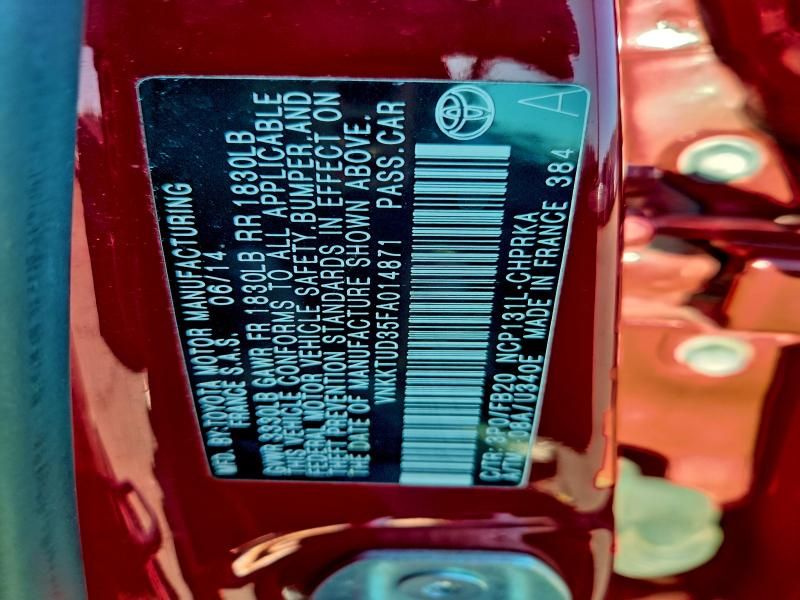 MFD. BY: TOYOTA MOTOR MANUFACTURING
FRANCE S.A.S. 06/14
GVWR 3330LB GAWR FR 1830LB RR 1830LB
THIS VEHICLE CONFORMS TO ALL APPLICABLE
FEDERAL MOTOR VEHICLE SAFETY, BUMPER, AND
THEFT PREVENTION STANDARDS IN EFFECT ON
THE DATE OF MANUFACTURE SHOWN ABOVE.
VNKKTUD35FA014871 PASS.CAR
C/TR: 3P0/FB20 NCP131L-CHPRKA
A/TM: 08A/U340E MADE IN FRANCE 384
A